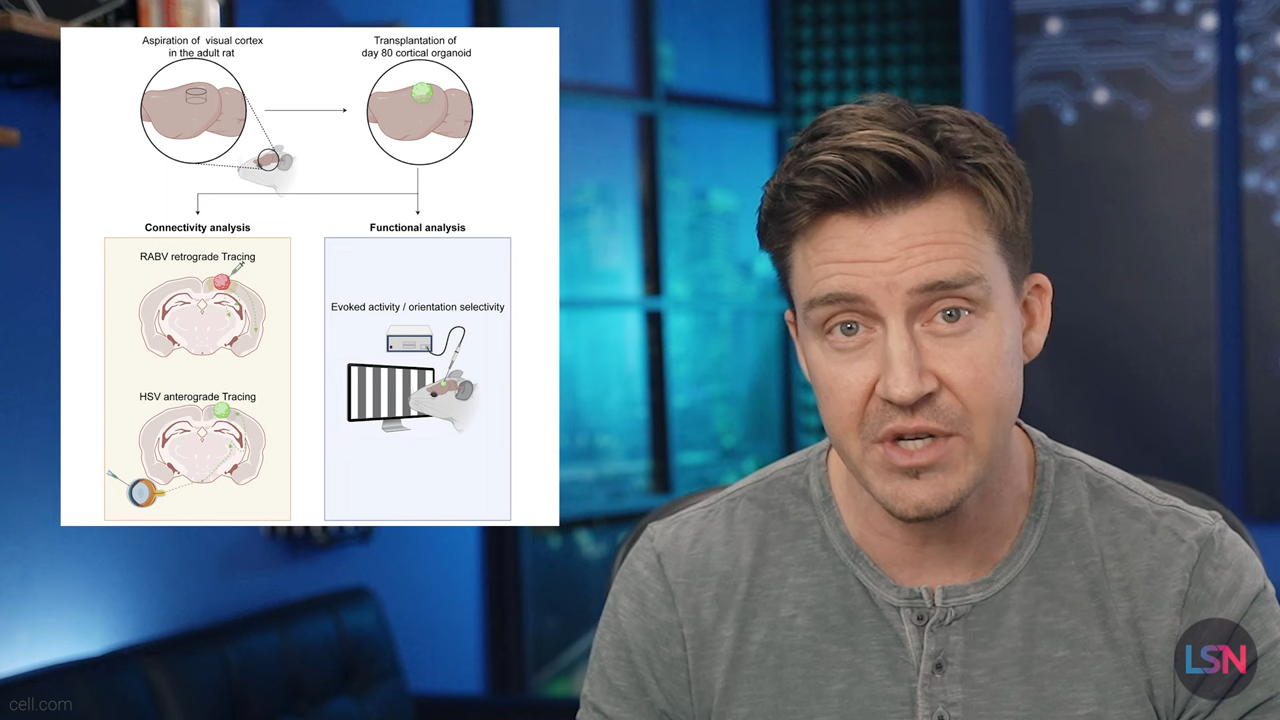 Aspiration of visual cortex
in the adult rat
Transplantation of
day 80 cortical organoid
Connectivity analysis
Functional analysis
RABV retrograde Tracing
Evoked activity / orientation selectivity
HSV anterograde Tracing
LSN
cell.com